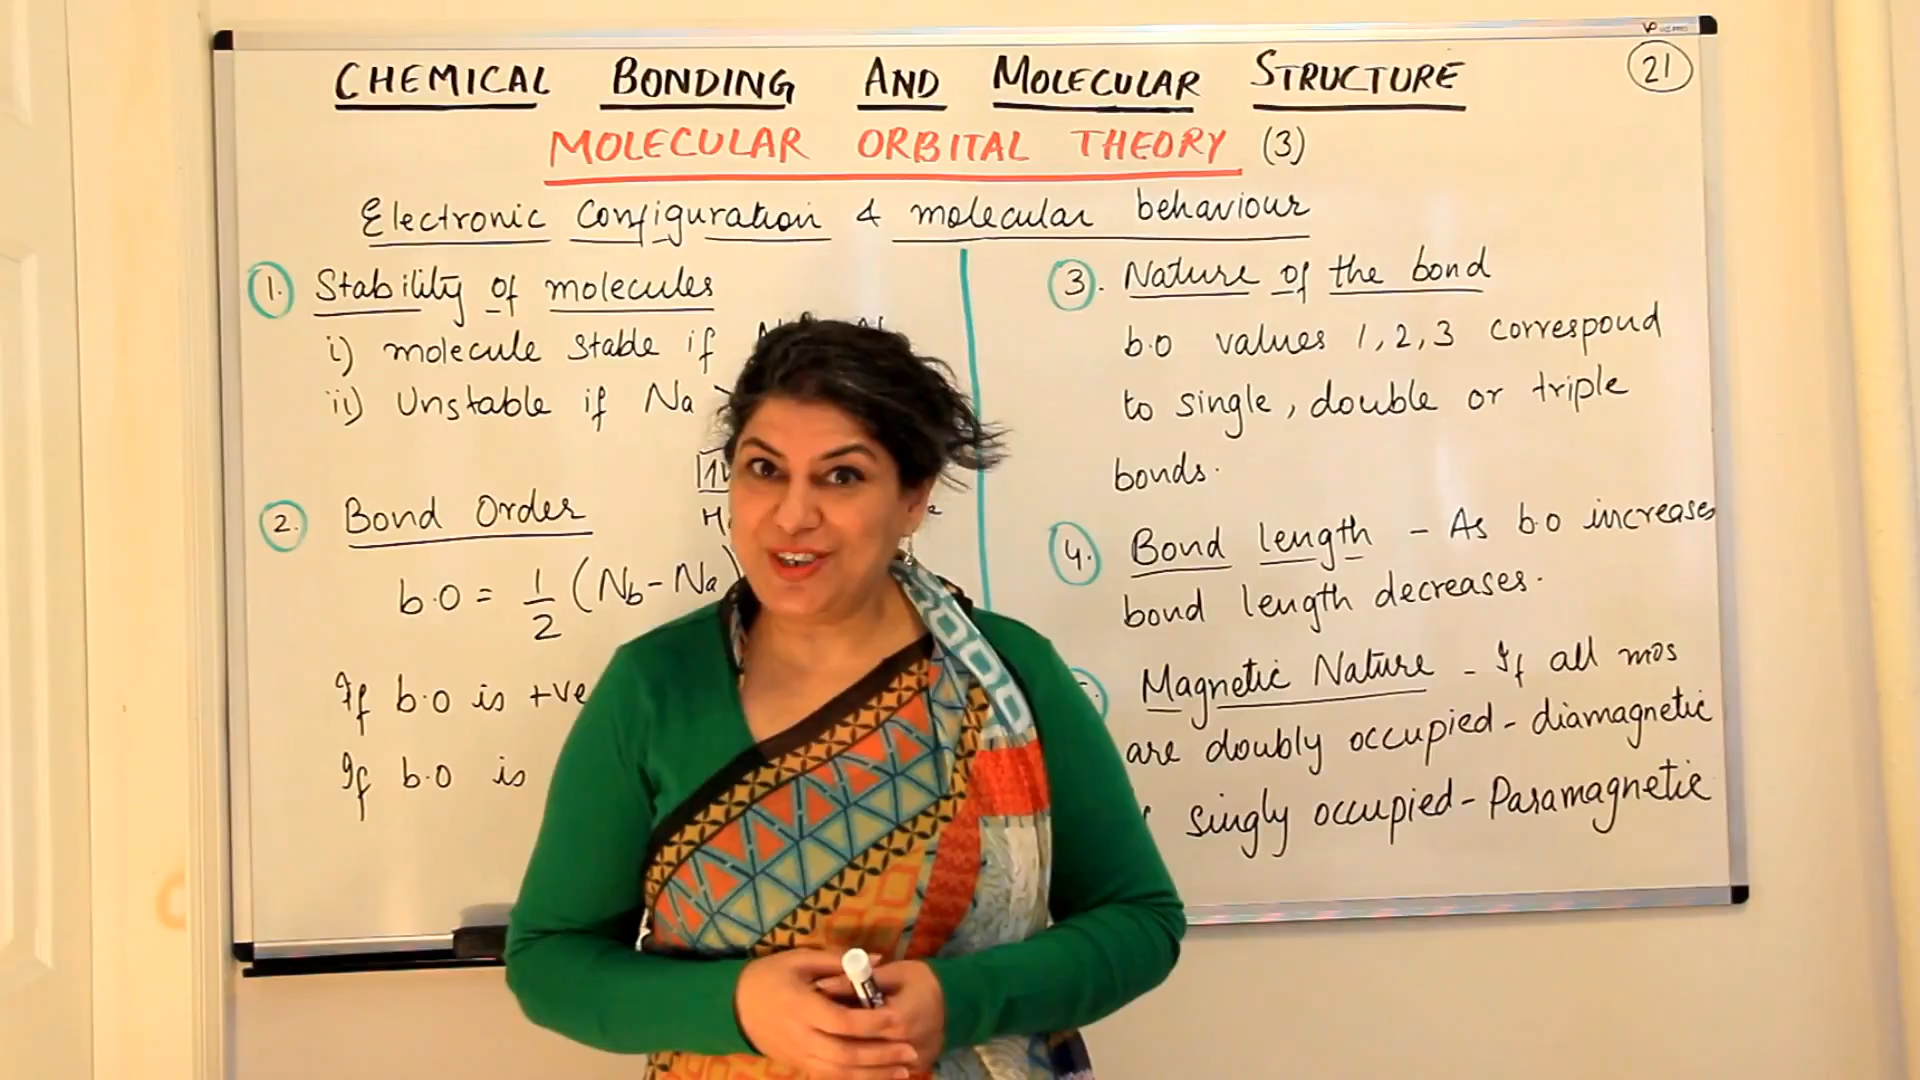 CHEMICAL BONDING AND MOLECULAR STRUCTURE
21
MOLECULAR ORBITAL THEORY (3)
Electronic Configuration & molecular behaviour
1. Stability of molecules
i) molecule stable if
ii) Unstable if Na
2. Bond Order
b.o = 1/2 (Nb - Na)
If b.o is +ve
If b.o is
3. Nature of the bond
b.o values 1, 2, 3 correspond
to single, double or triple
bonds.
4. Bond length - As b.o increases
bond length decreases.
Magnetic Nature - If all mos
are doubly occupied - diamagnetic
singly occupied - Paramagnetic